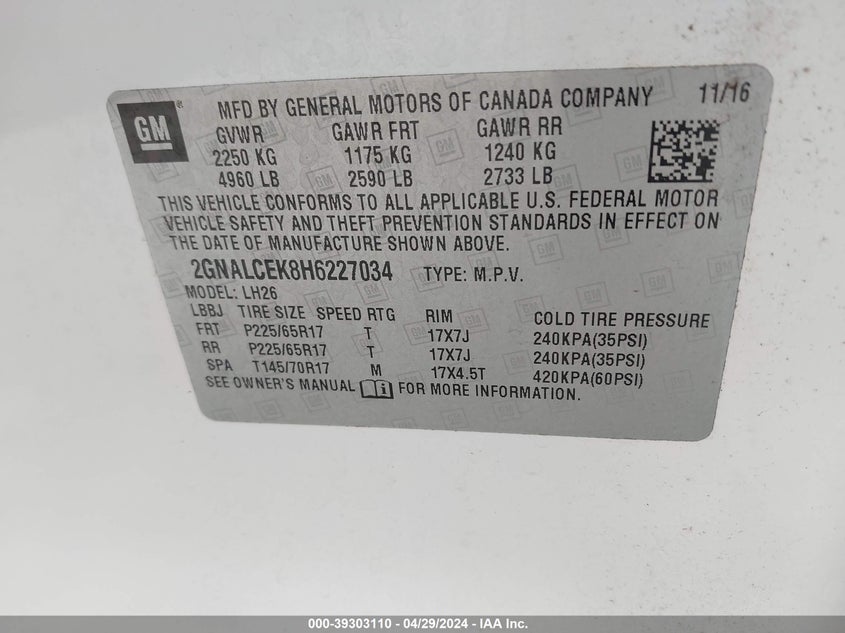 GM ® MFD BY GENERAL MOTORS OF CANADA COMPANY 11/16
GVWR GAWR FRT GAWR RR
2250 KG 1175 KG 1240 KG
4960 LB 2590 LB 2733 LB
THIS VEHICLE CONFORMS TO ALL APPLICABLE U.S. FEDERAL MOTOR
VEHICLE SAFETY AND THEFT PREVENTION STANDARDS IN EFFECT ON
THE DATE OF MANUFACTURE SHOWN ABOVE.
2GNALCEK8H6227034 TYPE: M.P.V.
MODEL: LH26
LBBJ TIRE SIZE SPEED RTG RIM COLD TIRE PRESSURE
FRT P225/65R17 T 17X7J 240KPA(35PSI)
RR P225/65R17 T 17X7J 240KPA(35PSI)
SPA T145/70R17 M 17X4.5T 420KPA(60PSI)
SEE OWNER'S MANUAL FOR MORE INFORMATION.
000-39303110 - 04/29/2024 - IAA Inc.